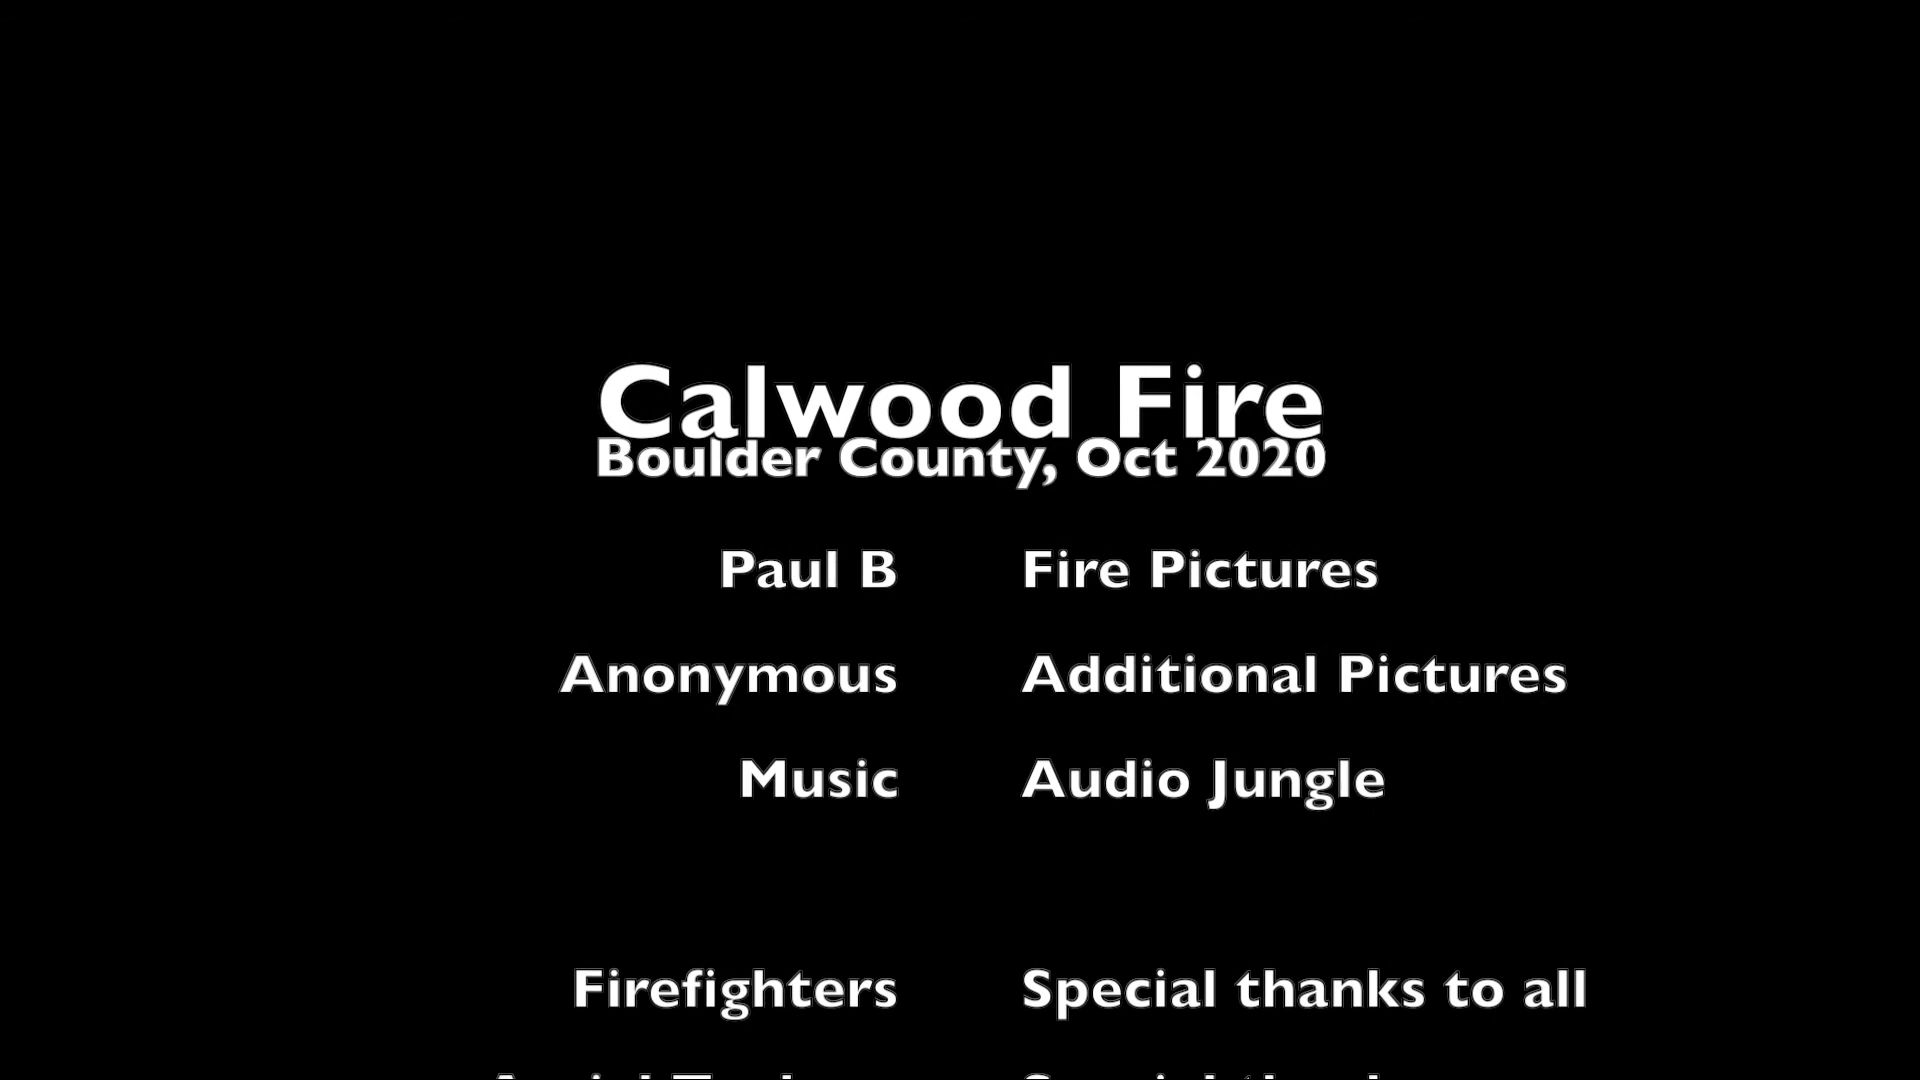 Calwood Fire
Boulder County, Oct 2020
Paul B Fire Pictures
Anonymous Additional Pictures
Music Audio Jungle
Firefighters Special thanks to all